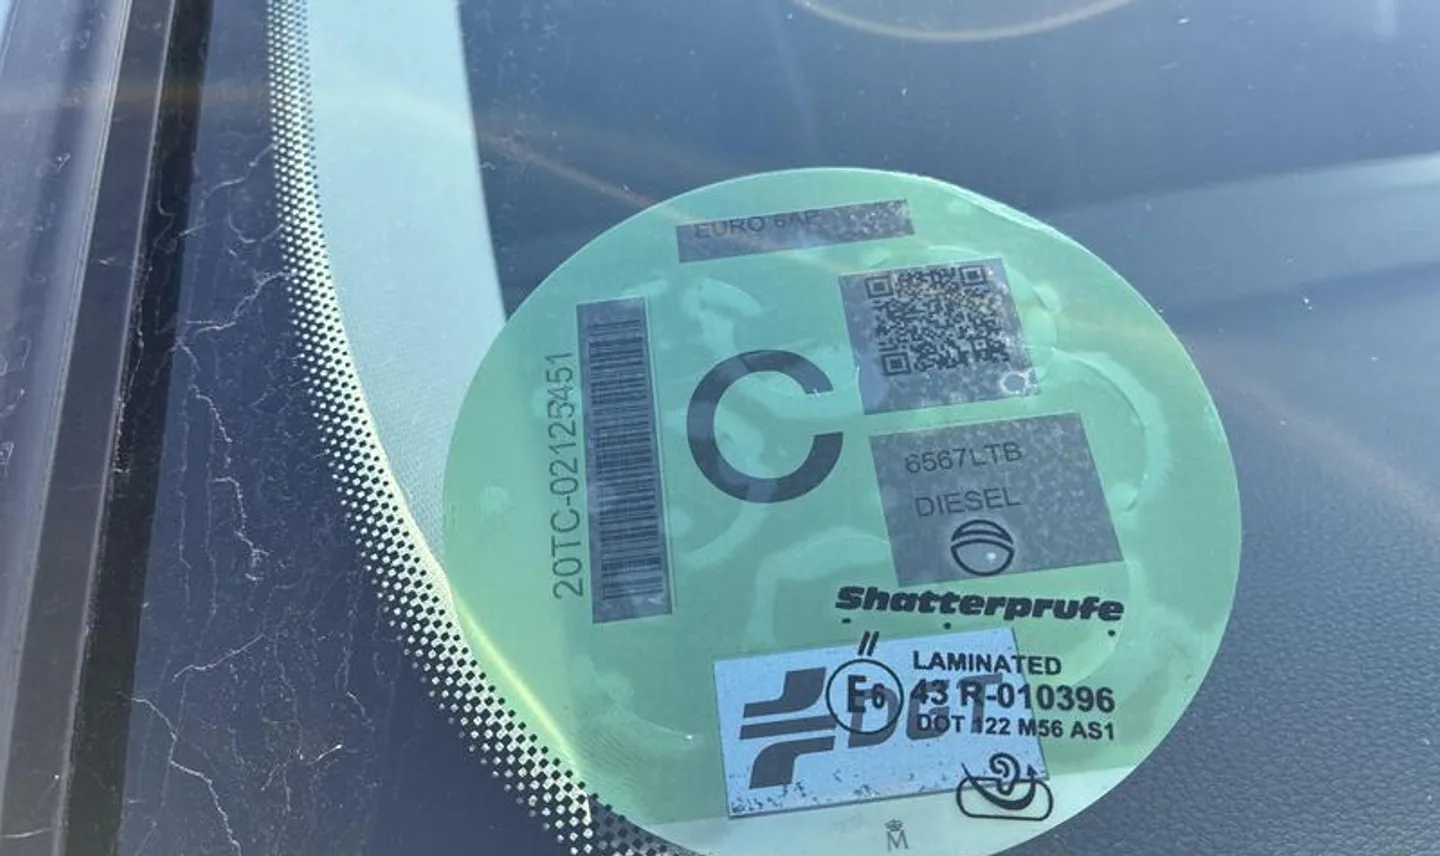 EURO 6AP
20TC-02125451
C
6567LTB
DIESEL
Shatterprufe
//
LAMINATED
E6 43 R-010396
DGT
DOT 122 M56 AS1
M